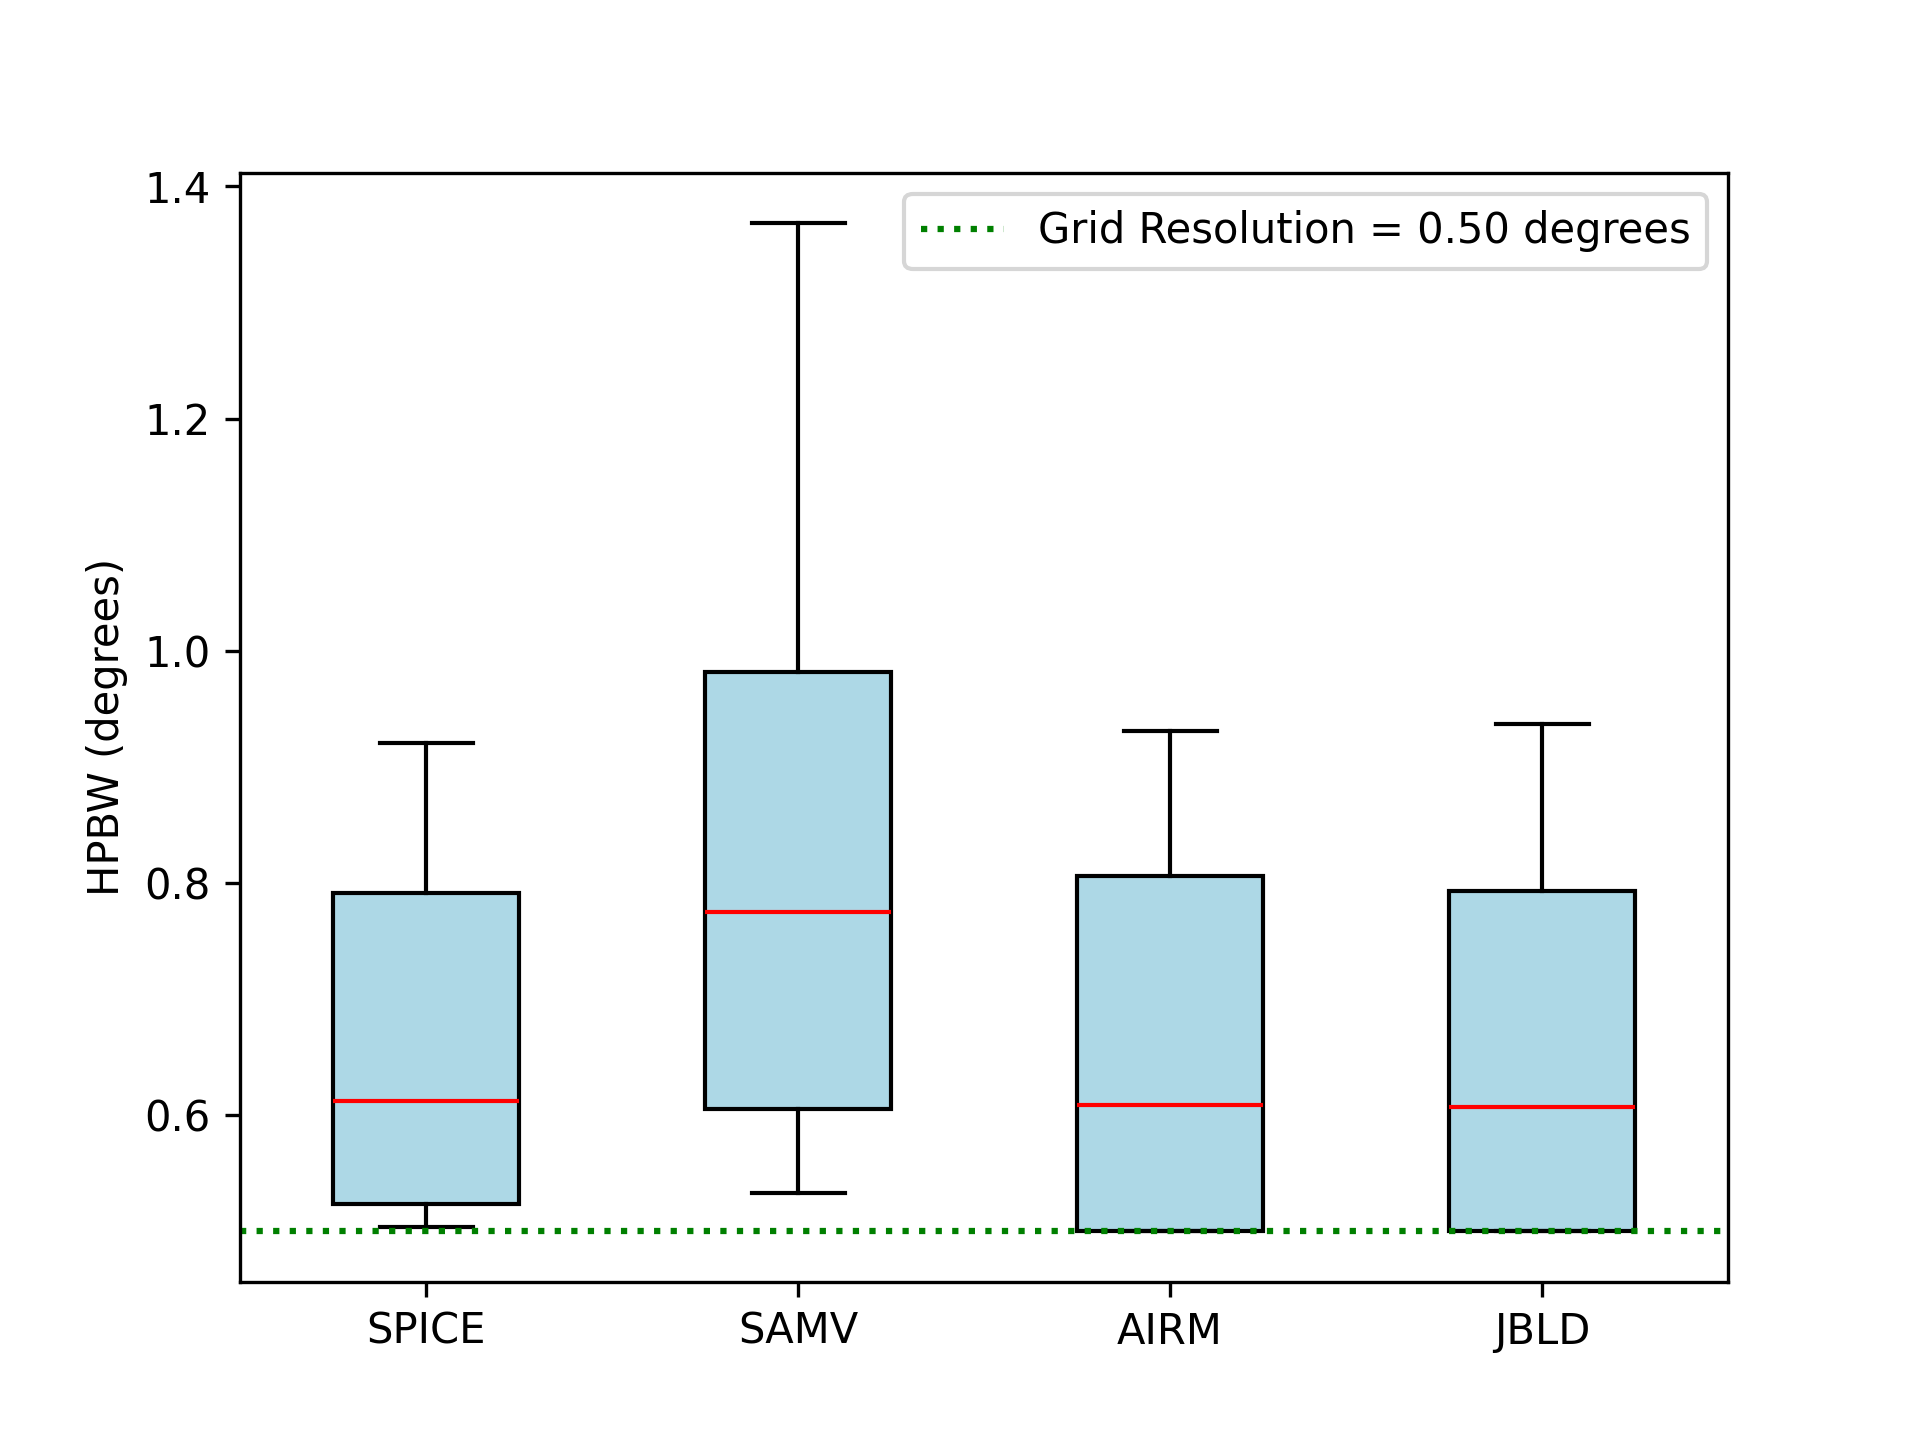 Grid Resolution = 0.50 degrees
HPBW (degrees)
1.4
1.2
1.0
0.8
0.6
SPICE SAMV AIRM JBLD